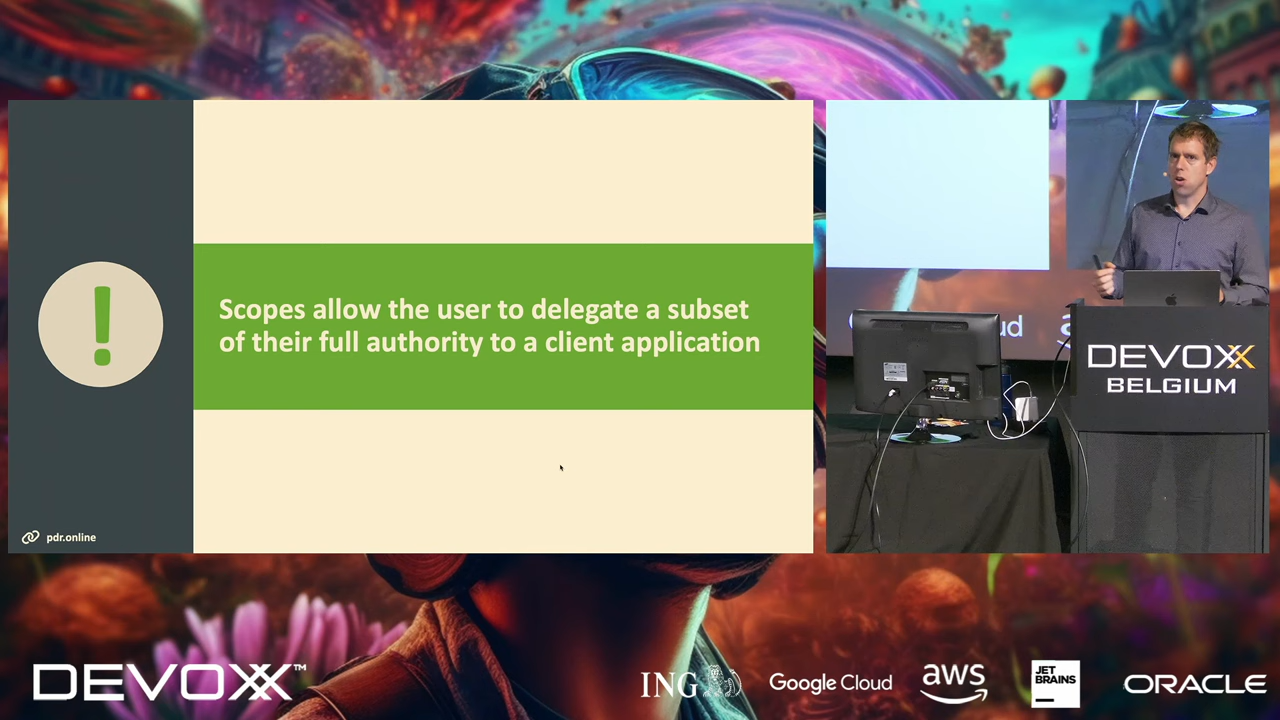 !
Scopes allow the user to delegate a subset
of their full authority to a client application
pdr.online
ud
DEVOXX
BELGIUM
DEVOXX™
ING
Google Cloud
aws
JET
BRAINS
ORACLE